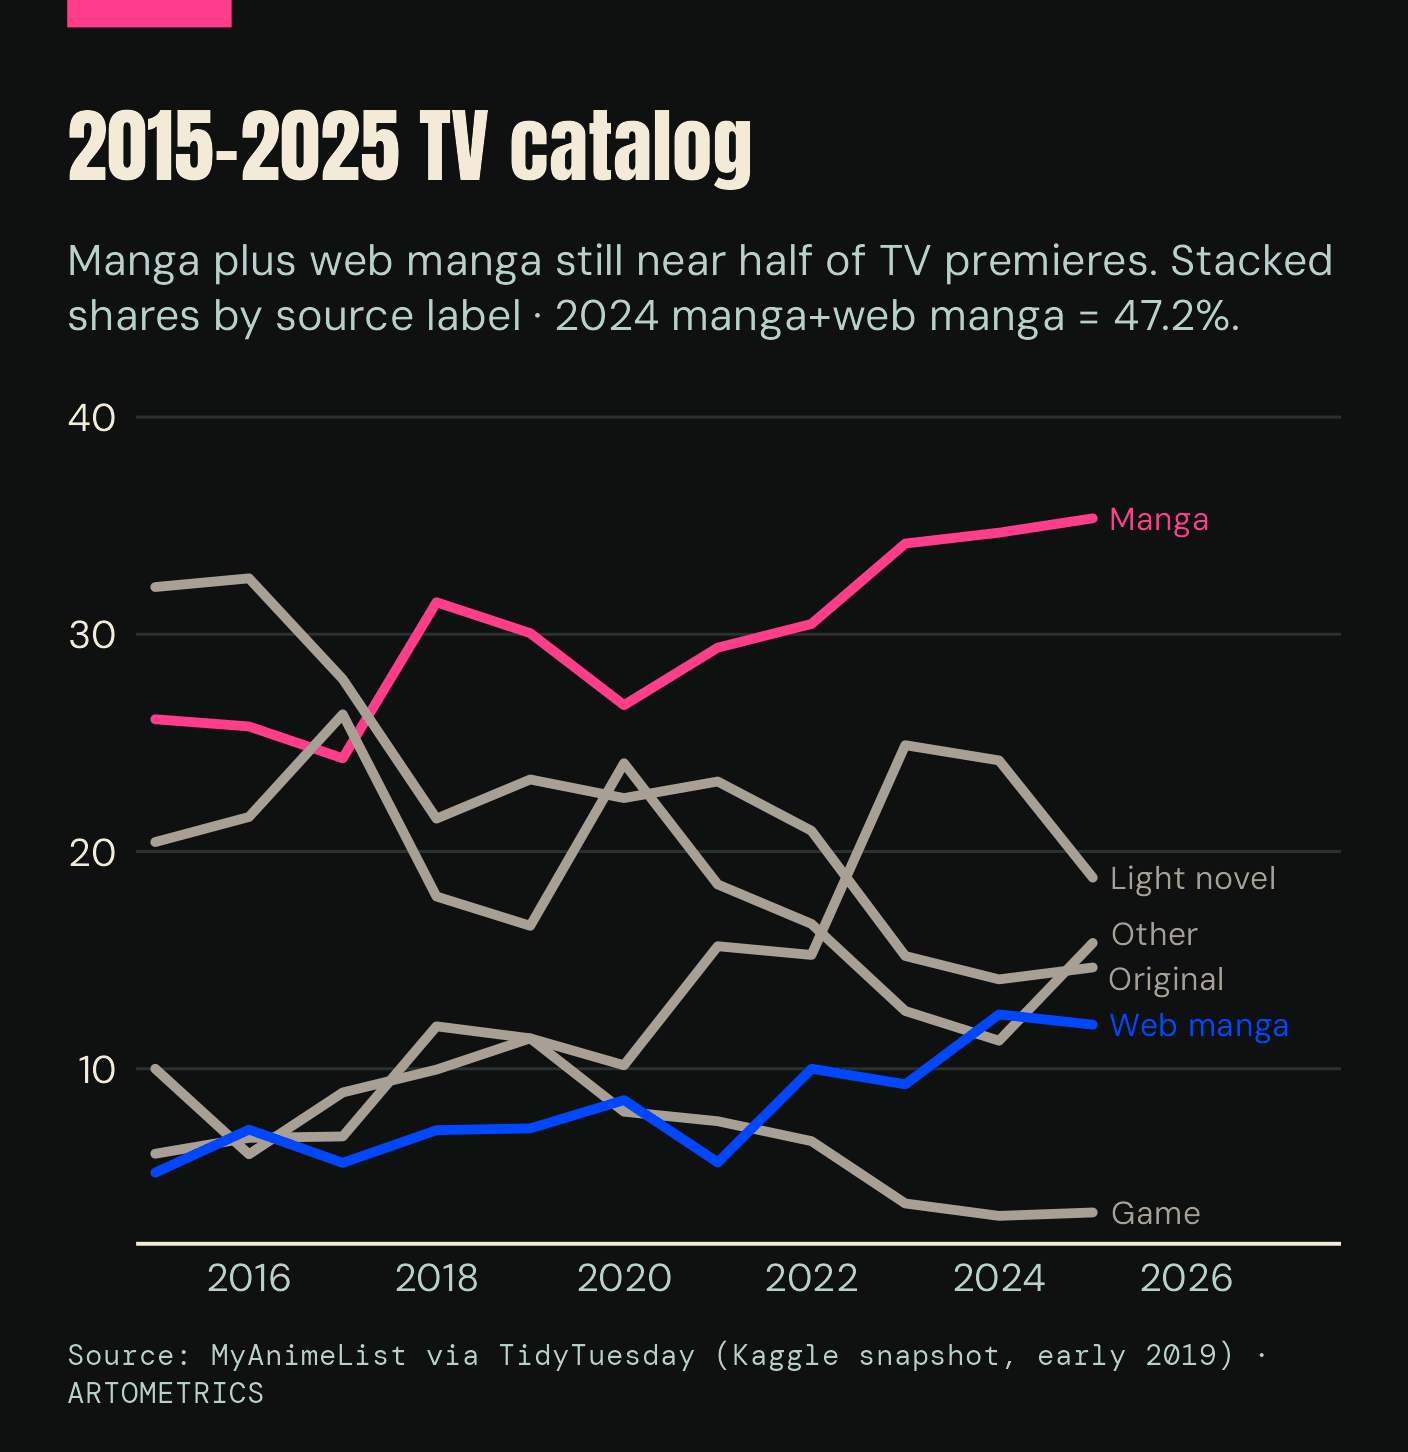 2015-2025 TV catalog
Manga plus web manga still near half of TV premieres. Stacked
shares by source label · 2024 manga+web manga = 47.2%.
40
Manga
30
20
Light novel
Other
Original
Web manga
10
Game
2016 2018 2020 2022 2024 2026
Source: MyAnimeList via TidyTuesday (Kaggle snapshot, early 2019) ·
ARTOMETRICS